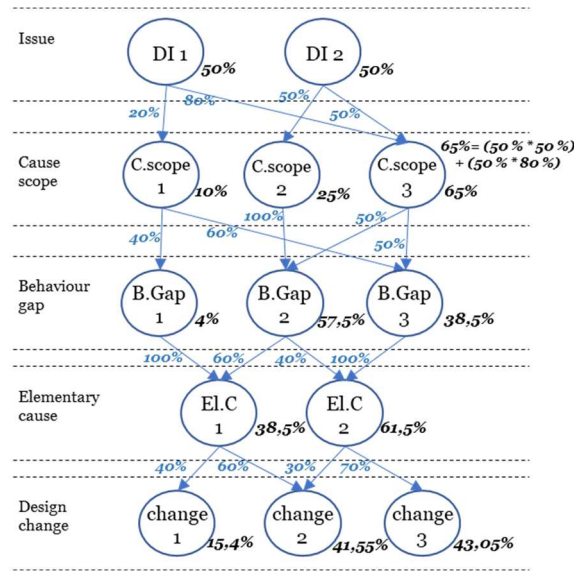 Issue
DI 1
50%
DI 2
50%
20%
80%
50%
50%
Cause
scope
C.scope
1
10%
C.scope
2
25%
C.scope
3
65%
65%= (50 % *50 %)
+ (50 % *80 %)
40%
60%
100%
50%
50%
Behaviour
gap
B.Gap
1
4%
B.Gap
2
57,5%
B.Gap
3
38,5%
100%
60%
40%
100%
Elementary
cause
El.C
1
38,5%
El.C
2
61,5%
40%
60%
30%
70%
Design
change
change
1
15,4%
change
2
41,55%
change
3
43,05%